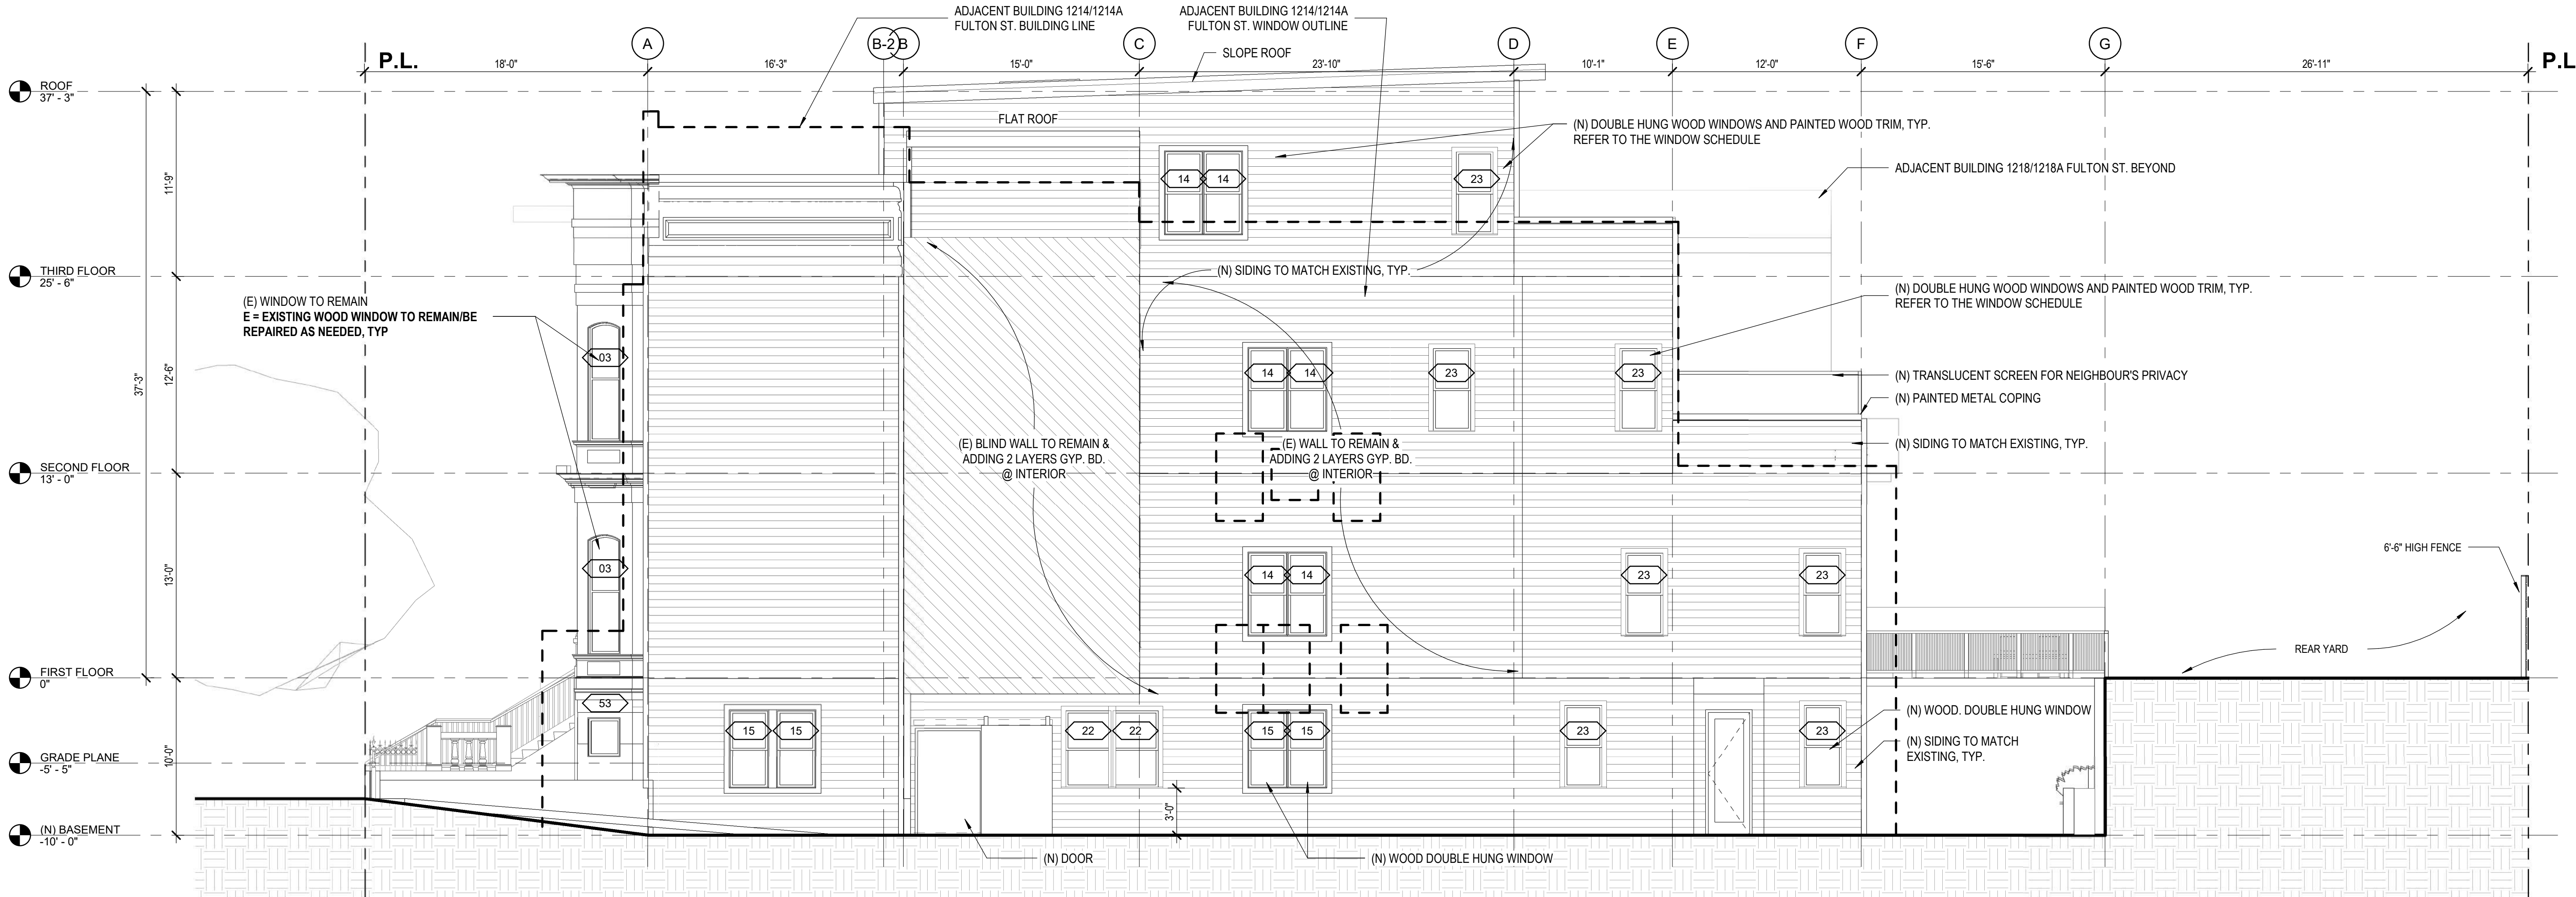 ADJACENT BUILDING 1214/1214A
FULTON ST. BUILDING LINE
ADJACENT BUILDING 1214/1214A
FULTON ST. WINDOW OUTLINE
SLOPE ROOF
A
B-2
B
C
D
E
F
G
P.L.
18'-0"
16'-3"
15'-0"
23'-10"
10'-1"
12'-0"
15'-6"
26'-11"
P.L
ROOF
37' - 3"
FLAT ROOF
(N) DOUBLE HUNG WOOD WINDOWS AND PAINTED WOOD TRIM, TYP.
REFER TO THE WINDOW SCHEDULE
ADJACENT BUILDING 1218/1218A FULTON ST. BEYOND
11'-9"
14
14
23
THIRD FLOOR
25' - 6"
(N) SIDING TO MATCH EXISTING, TYP.
(E) WINDOW TO REMAIN
E = EXISTING WOOD WINDOW TO REMAIN/BE
REPAIRED AS NEEDED, TYP
(N) DOUBLE HUNG WOOD WINDOWS AND PAINTED WOOD TRIM, TYP.
REFER TO THE WINDOW SCHEDULE
03
37'-3"
12'-6"
14
14
23
23
(N) TRANSLUCENT SCREEN FOR NEIGHBOUR'S PRIVACY
(N) PAINTED METAL COPING
(E) BLIND WALL TO REMAIN &
ADDING 2 LAYERS GYP. BD.
@ INTERIOR
(E) WALL TO REMAIN &
ADDING 2 LAYERS GYP. BD.
@ INTERIOR
(N) SIDING TO MATCH EXISTING, TYP.
SECOND FLOOR
13' - 0"
13'-0"
03
14
14
23
23
6'-6" HIGH FENCE
REAR YARD
FIRST FLOOR
0"
53
15
15
22
22
15
15
23
23
(N) WOOD. DOUBLE HUNG WINDOW
(N) SIDING TO MATCH
EXISTING, TYP.
GRADE PLANE
-5' - 5"
10'-0"
3'-0"
(N) BASEMENT
-10' - 0"
(N) DOOR
(N) WOOD DOUBLE HUNG WINDOW